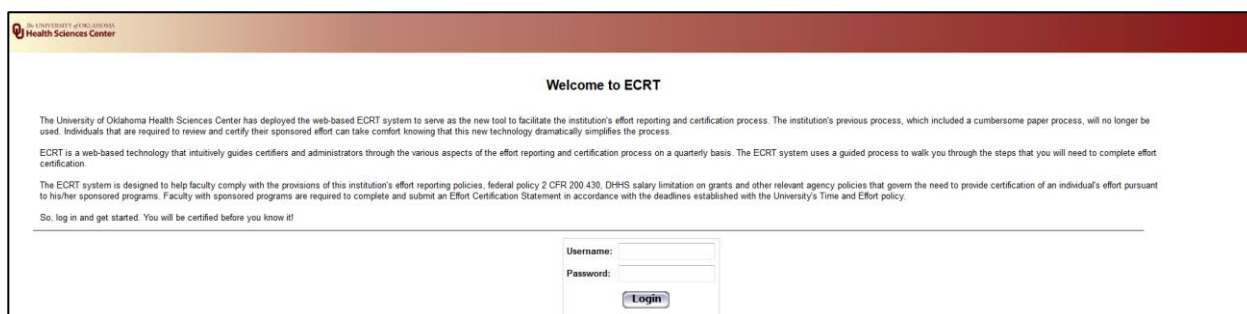 The UNIVERSITY of OKLAHOMA
Health Sciences Center
Welcome to ECRT
The University of Oklahoma Health Sciences Center has deployed the web-based ECRT system to serve as the new tool to facilitate the institution's effort reporting and certification process. The institution's previous process, which included a cumbersome paper process, will no longer be
used. Individuals that are required to review and certify their sponsored effort can take comfort knowing that this new technology dramatically simplifies the process.
ECRT is a web-based technology that intuitively guides certifiers and administrators through the various aspects of the effort reporting and certification process on a quarterly basis. The ECRT system uses a guided process to walk you through the steps that you will need to complete effort
certification.
The ECRT system is designed to help faculty comply with the provisions of this institution's effort reporting policies, federal policy 2 CFR 200.430, DHHS salary limitation on grants and other relevant agency policies that govern the need to provide certification of an individual's effort pursuant
to his/her sponsored programs. Faculty with sponsored programs are required to complete and submit an Effort Certification Statement in accordance with the deadlines established with the University's Time and Effort policy.
So, log in and get started. You will be certified before you know it!
Username:
Password:
Login